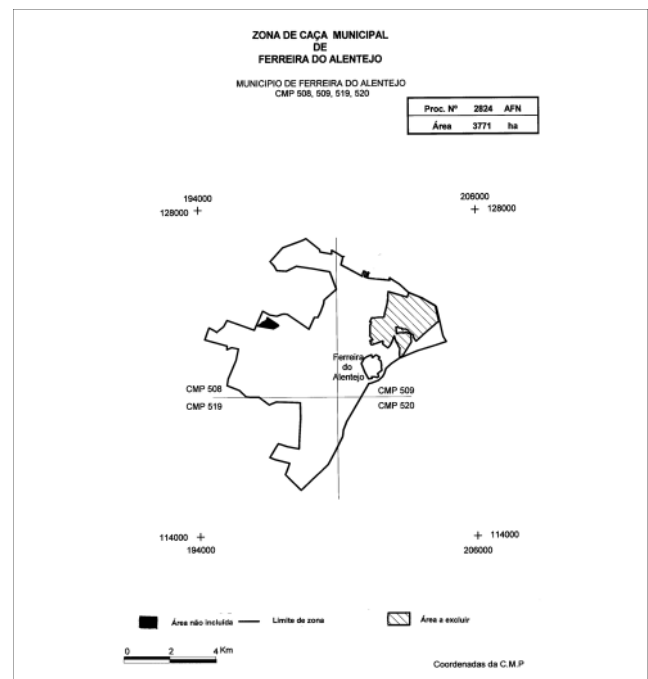 ZONA DE CAÇA MUNICIPAL
DE
FERREIRA DO ALENTEJO
MUNICIPIO DE FERREIRA DO ALENTEJO
CMP 508, 509, 519, 520
Proc. Nº 2824 AFN
Área 3771 ha
194000
128000
206000
128000
Ferreira
do
Alentejo
CMP 508
CMP 509
CMP 519
CMP 520
114000
194000
114000
206000
Área não incluída
Limite de zona
Área a excluir
0 2 4 Km
Coordenadas da C.M.P